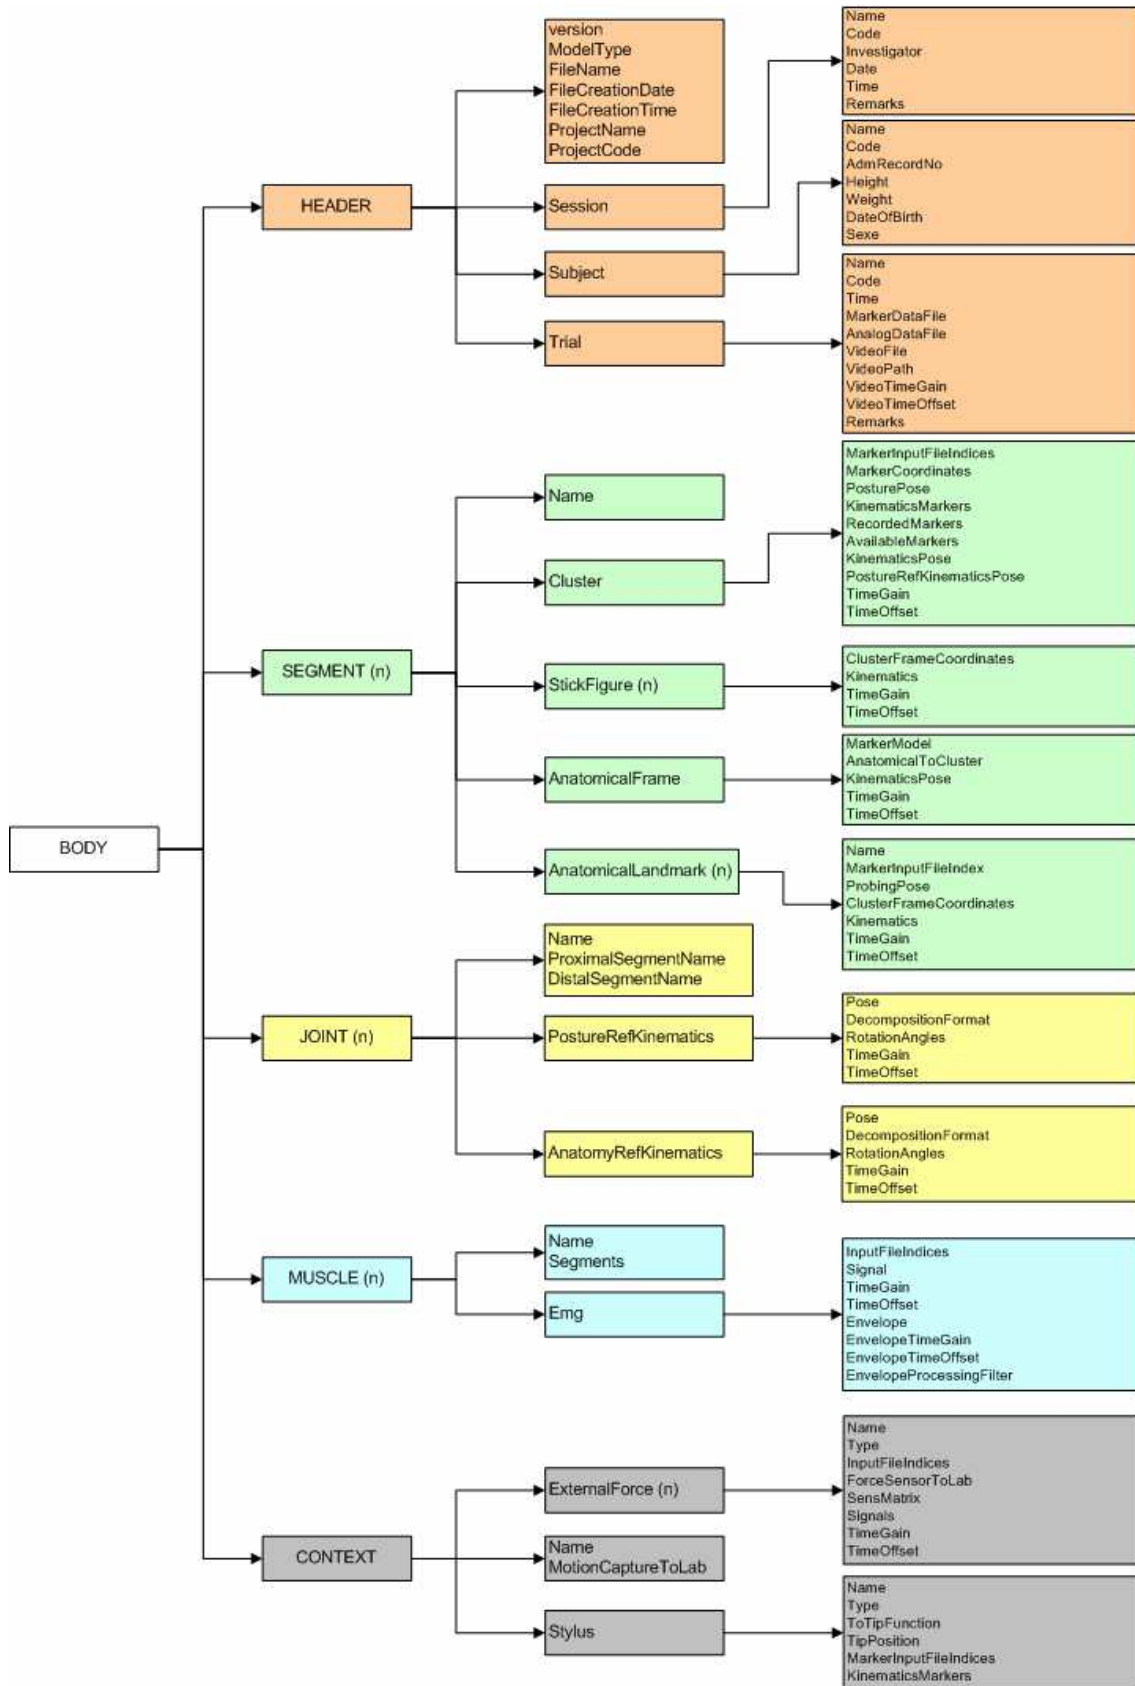 BODY
HEADER
version
ModelType
FileName
FileCreationDate
FileCreationTime
ProjectName
ProjectCode
Session
Name
Code
Investigator
Date
Time
Remarks
Subject
Name
Code
AdmRecordNo
Height
Weight
DateOfBirth
Sexe
Trial
Name
Code
Time
MarkerDataFile
AnalogDataFile
VideoFile
VideoPath
VideoTimeGain
VideoTimeOffset
Remarks
SEGMENT (n)
Name
Cluster
MarkerInputFileIndices
MarkerCoordinates
PosturePose
KinematicsMarkers
RecordedMarkers
AvailableMarkers
KinematicsPose
PostureRefKinematicsPose
TimeGain
TimeOffset
StickFigure (n)
ClusterFrameCoordinates
Kinematics
TimeGain
TimeOffset
AnatomicalFrame
MarkerModel
AnatomicalToCluster
KinematicsPose
TimeGain
TimeOffset
AnatomicalLandmark (n)
Name
MarkerInputFileIndex
ProbingPose
ClusterFrameCoordinates
Kinematics
TimeGain
TimeOffset
JOINT (n)
Name
ProximalSegmentName
DistalSegmentName
PostureRefKinematics
Pose
DecompositionFormat
RotationAngles
TimeGain
TimeOffset
AnatomyRefKinematics
Pose
DecompositionFormat
RotationAngles
TimeGain
TimeOffset
MUSCLE (n)
Name
Segments
Emg
InputFileIndices
Signal
TimeGain
TimeOffset
Envelope
EnvelopeTimeGain
EnvelopeTimeOffset
EnvelopeProcessingFilter
CONTEXT
ExternalForce (n)
Name
Type
InputFileIndices
ForceSensorToLab
SensMatrix
Signals
TimeGain
TimeOffset
Name
MotionCaptureToLab
Stylus
Name
Type
ToTipFunction
TipPosition
MarkerInputFileIndices
KinematicsMarkers